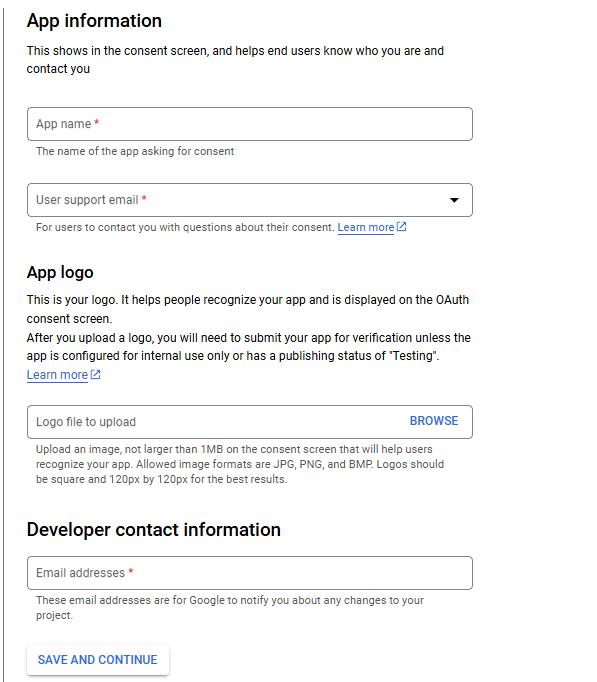 App information
This shows in the consent screen, and helps end users know who you are and
contact you
App name *
The name of the app asking for consent
User support email *
For users to contact you with questions about their consent. Learn more
App logo
This is your logo. It helps people recognize your app and is displayed on the OAuth
consent screen.
After you upload a logo, you will need to submit your app for verification unless the
app is configured for internal use only or has a publishing status of "Testing".
Learn more
Logo file to upload BROWSE
Upload an image, not larger than 1MB on the consent screen that will help users
recognize your app. Allowed image formats are JPG, PNG, and BMP. Logos should
be square and 120px by 120px for the best results.
Developer contact information
Email addresses *
These email addresses are for Google to notify you about any changes to your
project.
SAVE AND CONTINUE